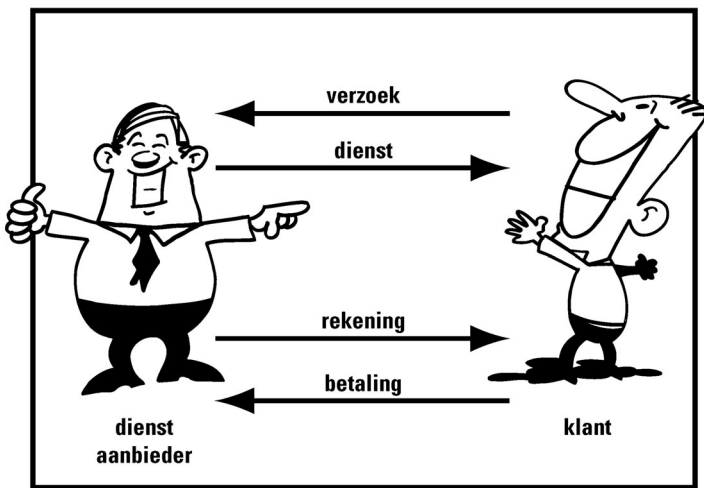 verzoek
dienst
rekening
betaling
dienst
aanbieder
klant